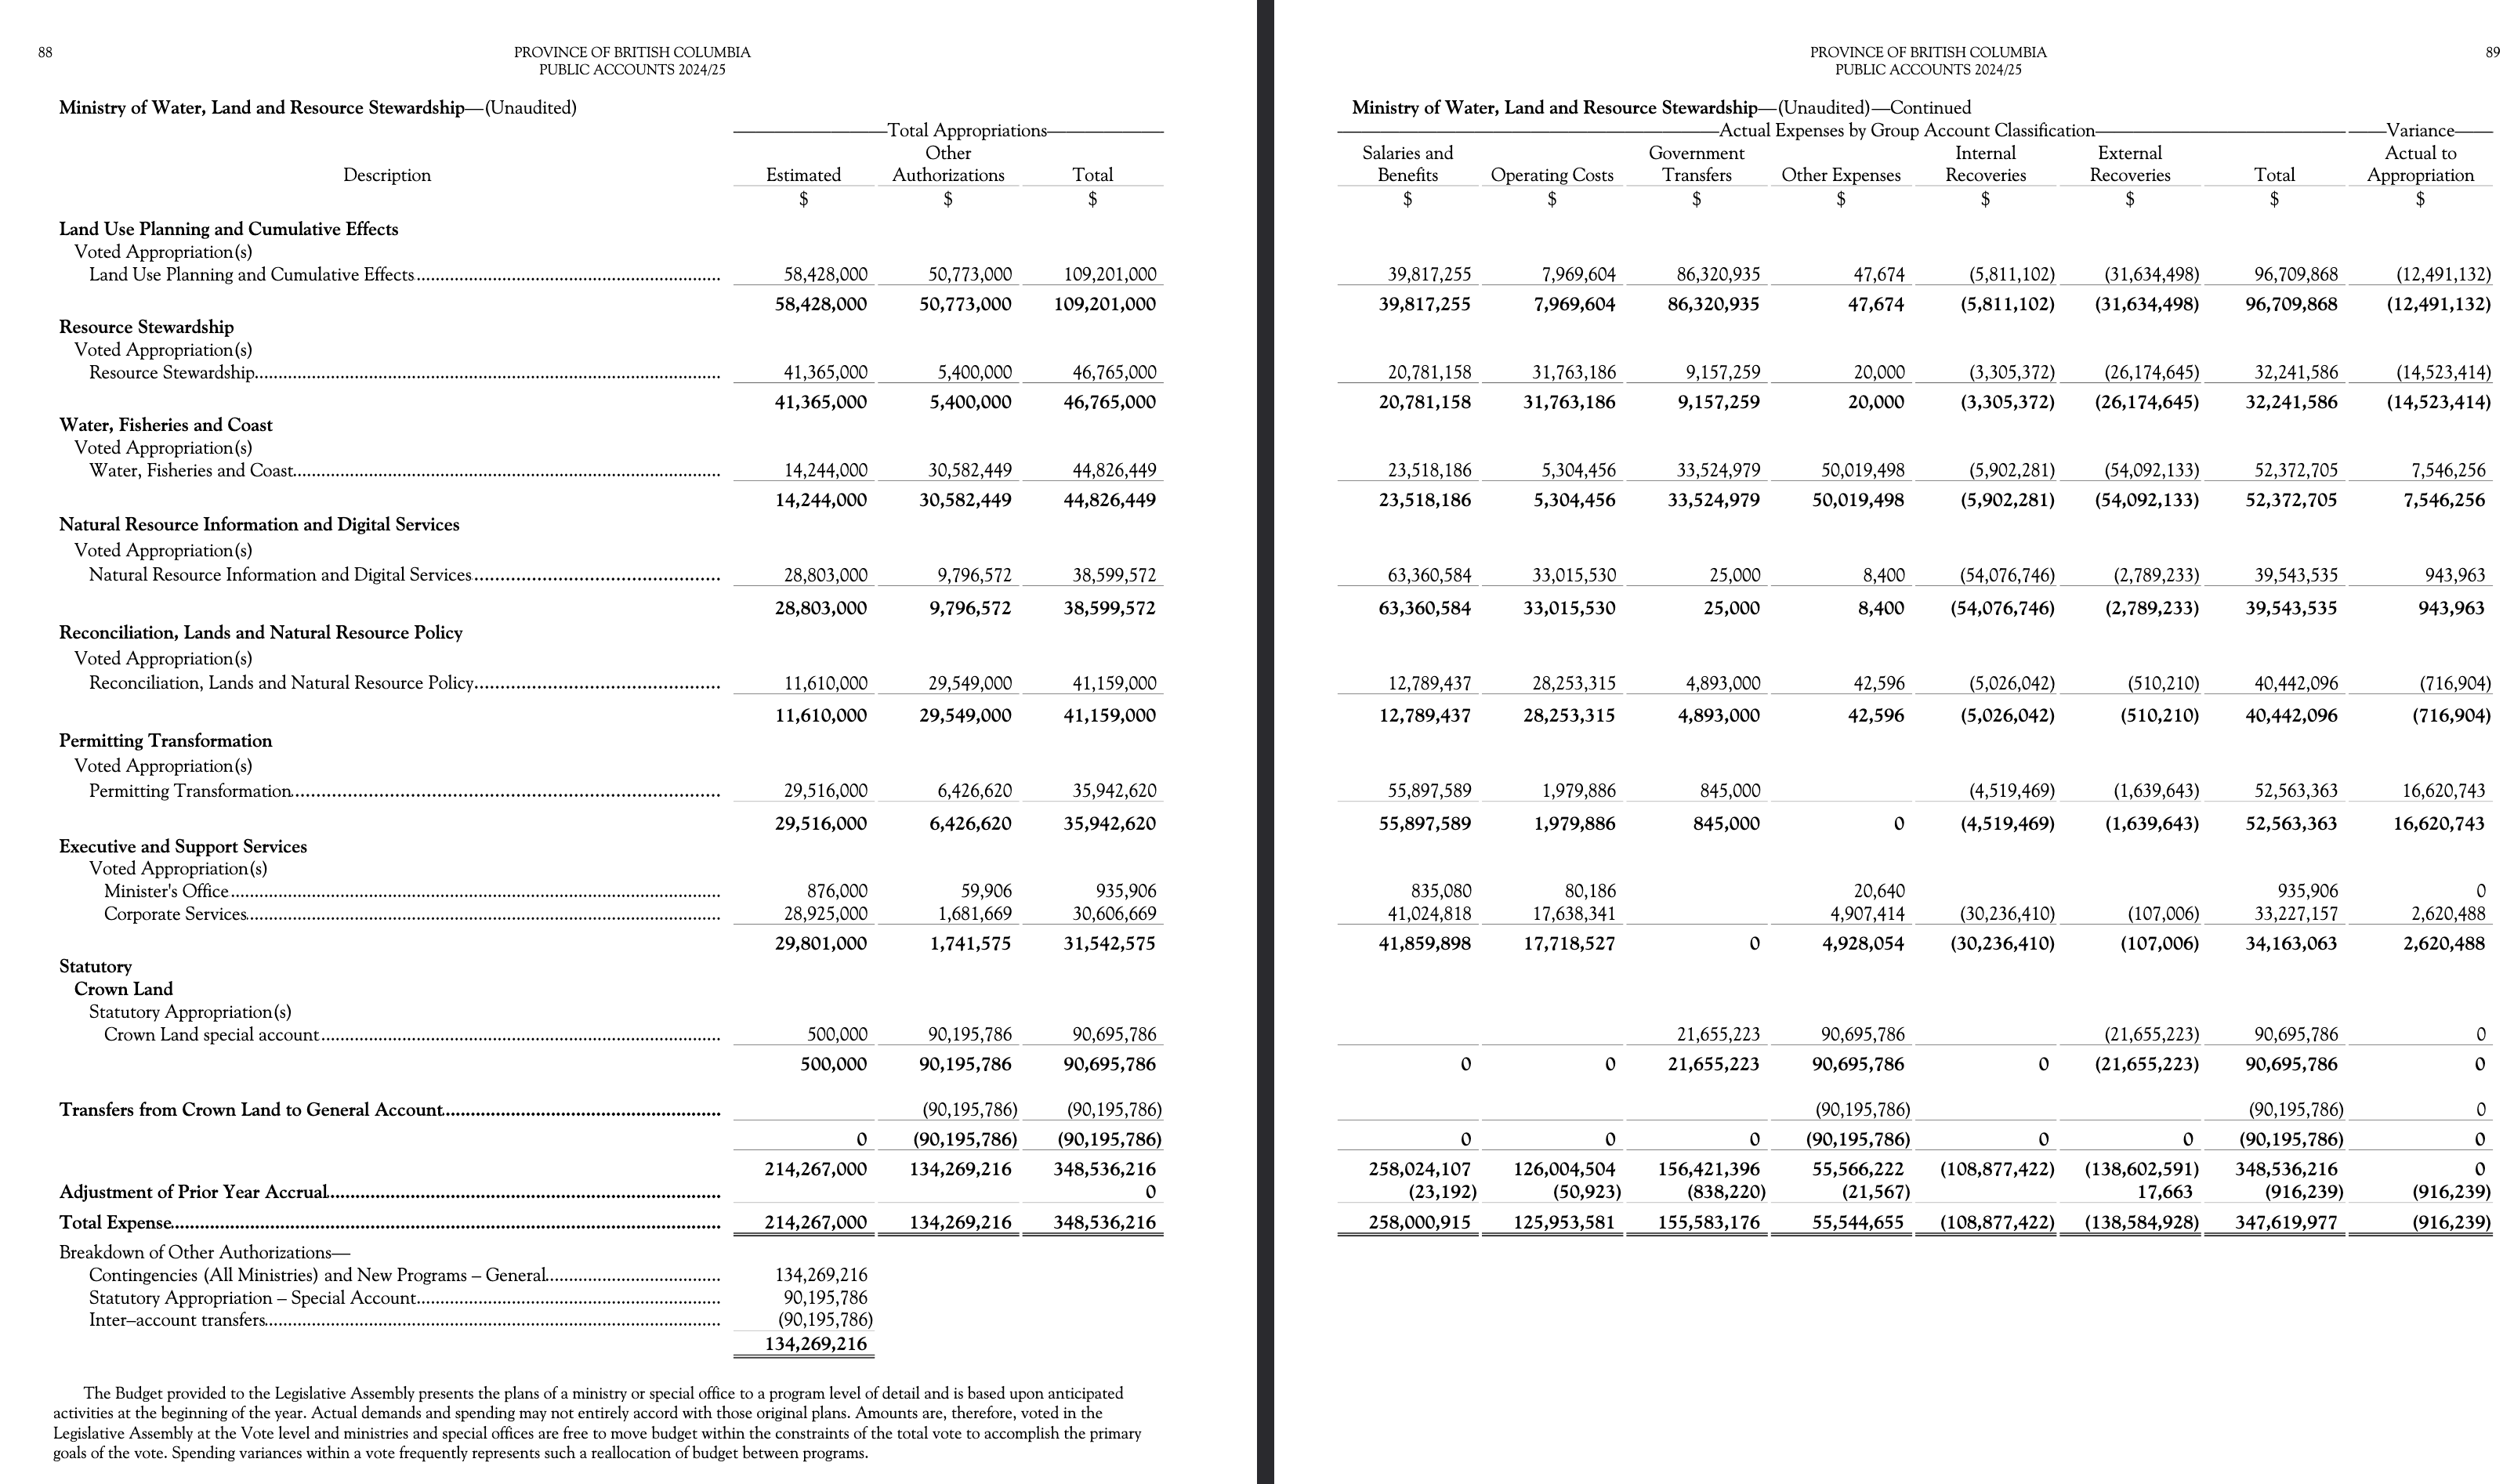 88
PROVINCE OF BRITISH COLUMBIA
PUBLIC ACCOUNTS 2024/25
Ministry of Water, Land and Resource Stewardship—(Unaudited)
Total Appropriations
Other
Description Estimated Authorizations Total
$ $ $
Land Use Planning and Cumulative Effects
Voted Appropriation(s)
Land Use Planning and Cumulative Effects 58,428,000 50,773,000 109,201,000
58,428,000 50,773,000 109,201,000
Resource Stewardship
Voted Appropriation(s)
Resource Stewardship 41,365,000 5,400,000 46,765,000
41,365,000 5,400,000 46,765,000
Water, Fisheries and Coast
Voted Appropriation(s)
Water, Fisheries and Coast 14,244,000 30,582,449 44,826,449
14,244,000 30,582,449 44,826,449
Natural Resource Information and Digital Services
Voted Appropriation(s)
Natural Resource Information and Digital Services 28,803,000 9,796,572 38,599,572
28,803,000 9,796,572 38,599,572
Reconciliation, Lands and Natural Resource Policy
Voted Appropriation(s)
Reconciliation, Lands and Natural Resource Policy 11,610,000 29,549,000 41,159,000
11,610,000 29,549,000 41,159,000
Permitting Transformation
Voted Appropriation(s)
Permitting Transformation 29,516,000 6,426,620 35,942,620
29,516,000 6,426,620 35,942,620
Executive and Support Services
Voted Appropriation(s)
Minister's Office 876,000 59,906 935,906
Corporate Services 28,925,000 1,681,669 30,606,669
29,801,000 1,741,575 31,542,575
Statutory
Crown Land
Statutory Appropriation(s)
Crown Land special account 500,000 90,195,786 90,695,786
500,000 90,195,786 90,695,786
Transfers from Crown Land to General Account (90,195,786) (90,195,786)
0 (90,195,786) (90,195,786)
214,267,000 134,269,216 348,536,216
Adjustment of Prior Year Accrual 0
Total Expense 214,267,000 134,269,216 348,536,216
Breakdown of Other Authorizations—
Contingencies (All Ministries) and New Programs – General 134,269,216
Statutory Appropriation – Special Account 90,195,786
Inter–account transfers (90,195,786)
134,269,216
The Budget provided to the Legislative Assembly presents the plans of a ministry or special office to a program level of detail and is based upon anticipated
activities at the beginning of the year. Actual demands and spending may not entirely accord with those original plans. Amounts are, therefore, voted in the
Legislative Assembly at the Vote level and ministries and special offices are free to move budget within the constraints of the total vote to accomplish the primary
goals of the vote. Spending variances within a vote frequently represents such a reallocation of budget between programs.
PROVINCE OF BRITISH COLUMBIA
PUBLIC ACCOUNTS 2024/25
89
Ministry of Water, Land and Resource Stewardship—(Unaudited)—Continued
Actual Expenses by Group Account Classification Variance
Salaries and Government Internal External Actual to
Benefits Operating Costs Transfers Other Expenses Recoveries Recoveries Total Appropriation
$ $ $ $ $ $ $ $
39,817,255 7,969,604 86,320,935 47,674 (5,811,102) (31,634,498) 96,709,868 (12,491,132)
39,817,255 7,969,604 86,320,935 47,674 (5,811,102) (31,634,498) 96,709,868 (12,491,132)
20,781,158 31,763,186 9,157,259 20,000 (3,305,372) (26,174,645) 32,241,586 (14,523,414)
20,781,158 31,763,186 9,157,259 20,000 (3,305,372) (26,174,645) 32,241,586 (14,523,414)
23,518,186 5,304,456 33,524,979 50,019,498 (5,902,281) (54,092,133) 52,372,705 7,546,256
23,518,186 5,304,456 33,524,979 50,019,498 (5,902,281) (54,092,133) 52,372,705 7,546,256
63,360,584 33,015,530 25,000 8,400 (54,076,746) (2,789,233) 39,543,535 943,963
63,360,584 33,015,530 25,000 8,400 (54,076,746) (2,789,233) 39,543,535 943,963
12,789,437 28,253,315 4,893,000 42,596 (5,026,042) (510,210) 40,442,096 (716,904)
12,789,437 28,253,315 4,893,000 42,596 (5,026,042) (510,210) 40,442,096 (716,904)
55,897,589 1,979,886 845,000 (4,519,469) (1,639,643) 52,563,363 16,620,743
55,897,589 1,979,886 845,000 0 (4,519,469) (1,639,643) 52,563,363 16,620,743
835,080 80,186 20,640 935,906 0
41,024,818 17,638,341 4,907,414 (30,236,410) (107,006) 33,227,157 2,620,488
41,859,898 17,718,527 0 4,928,054 (30,236,410) (107,006) 34,163,063 2,620,488
21,655,223 90,695,786 (21,655,223) 90,695,786 0
0 0 21,655,223 90,695,786 0 (21,655,223) 90,695,786 0
(90,195,786) (90,195,786) 0
0 0 0 (90,195,786) 0 0 (90,195,786) 0
258,024,107 126,004,504 156,421,396 55,566,222 (108,877,422) (138,602,591) 348,536,216 0
(23,192) (50,923) (838,220) (21,567) 17,663 (916,239) (916,239)
258,000,915 125,953,581 155,583,176 55,544,655 (108,877,422) (138,584,928) 347,619,977 (916,239)